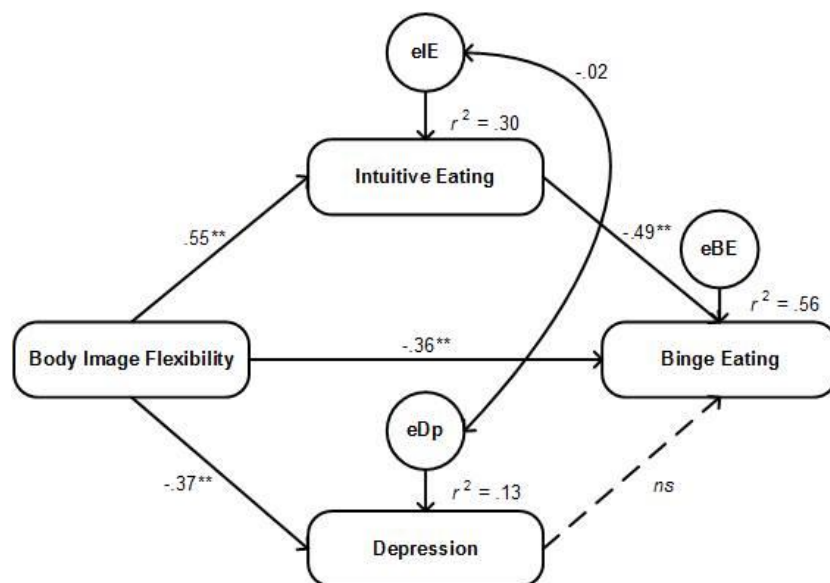 eIE
-.02
r² = .30
Intuitive Eating
.55**
-.49**
eBE
r² = .56
Body Image Flexibility
-.36**
Binge Eating
eDp
-.37**
r² = .13
ns
Depression